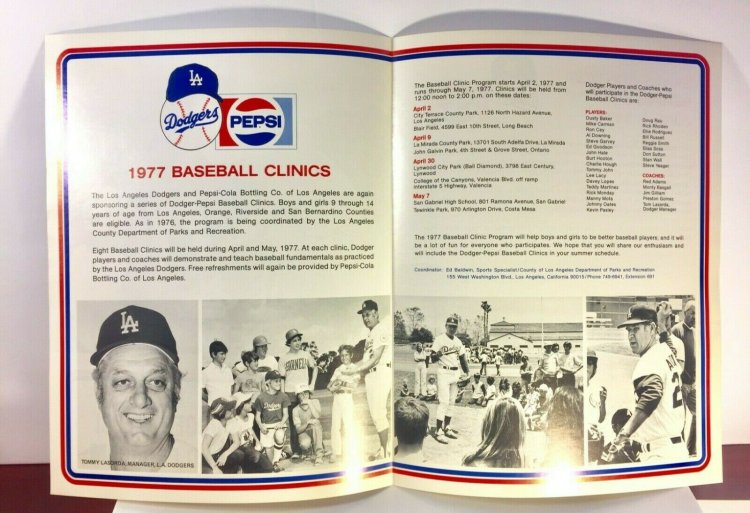 LA
Dodgers
PEPSI
1977 BASEBALL CLINICS
The Los Angeles Dodgers and Pepsi-Cola Bottling Co. of Los Angeles are again
sponsoring a series of Dodger-Pepsi Baseball Clinics. Boys and girls 9 through 14
years of age from Los Angeles, Orange, Riverside and San Bernardino Counties
are eligible. As in 1976, the program is being coordinated by the Los Angeles
County Department of Parks and Recreation.
Eight Baseball Clinics will be held during April and May, 1977. At each clinic, Dodger
players and coaches will demonstrate and teach baseball fundamentals as practiced
by the Los Angeles Dodgers. Free refreshments will again be provided by Pepsi-Cola
Bottling Co. of Los Angeles.
LA
TOMMY LASORDA, MANAGER, L.A. DODGERS
The Baseball Clinic Program starts April 2, 1977 and
runs through May 7, 1977. Clinics will be held from
12:00 noon to 2:00 p.m. on these dates:
April 2
City Terrace County Park, 1126 North Hazard Avenue,
Los Angeles
Blair Field, 4599 East 10th Street, Long Beach
April 9
La Mirada County Park, 13701 South Adelfa Drive, La Mirada
John Galvin Park, 4th Street & Grove Street, Ontario
April 30
Lynwood City Park (Ball Diamond), 3798 East Century,
Lynwood
College of the Canyons, Valencia Blvd. off ramp
Interstate 5 Highway, Valencia
May 7
San Gabriel High School, 801 Ramona Avenue, San Gabriel
Tewinkle Park, 970 Arlington Drive, Costa Mesa
Dodger Players and Coaches who
will participate in the Dodger-Pepsi
Baseball Clinics are:
PLAYERS:
Dusty Baker
Mike Garman
Ron Cey
Al Downing
Steve Garvey
Ed Goodson
John Hale
Burt Hooton
Charlie Hough
Tommy John
Lee Lacy
Davey Lopes
Teddy Martinez
Rick Monday
Manny Mota
Johnny Oates
Kevin Pasley
Doug Rau
Rick Rhoden
Ellie Rodriguez
Bill Russell
Reggie Smith
Elias Sosa
Don Sutton
Stan Wall
Steve Yeager
COACHES:
Red Adams
Monty Basgall
Jim Gilliam
Preston Gomez
Tom Lasorda,
Dodger Manager
The 1977 Baseball Clinic Program will help boys and girls to be better baseball players; and it will
be a lot of fun for everyone who participates. We hope that you will share our enthusiasm and
will include the Dodger-Pepsi Baseball Clinics in your summer schedule.
Coordinator: Ed Baldwin, Sports Specialist/County of Los Angeles Department of Parks and Recreation
155 West Washington Blvd., Los Angeles, California 90015/Phone 749-6941, Extension 691